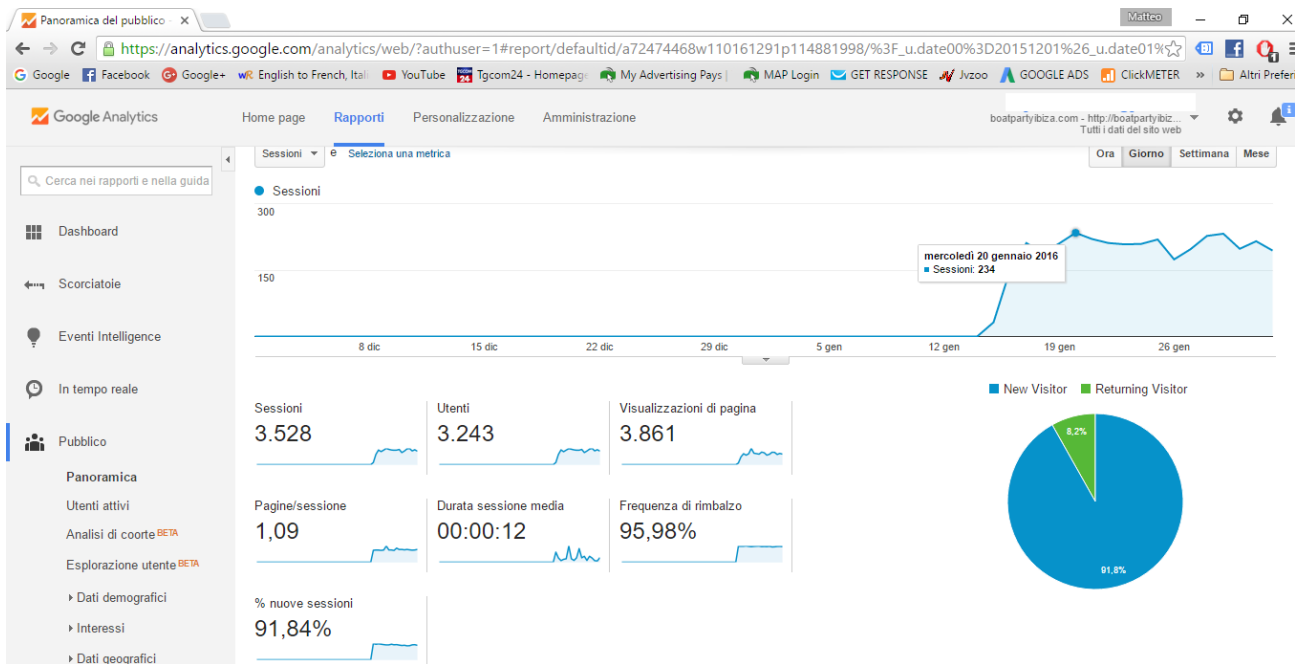 Panoramica del pubblico -
Matteo
https://analytics.google.com/analytics/web/?authuser=1#report/defaultid/a72474468w110161291p114881998/%3F_u.date00%3D20151201%26_u.date01%
Google Facebook Google+ English to French, Ital YouTube Tgcom24 - Homepage My Advertising Pays | MAP Login GET RESPONSE Jvzoo GOOGLE ADS ClickMETER » Altri Preferi
Google Analytics Home page Rapporti Personalizzazione Amministrazione
boatpartyibiza.com - http://boatpartyibiz...
Tutti i dati del sito web
Sessioni e Seleziona una metrica
Ora Giorno Settimana Mese
Cerca nei rapporti e nella guida
Sessioni
300
150
mercoledì 20 gennaio 2016
Sessioni: 234
8 dic 15 dic 22 dic 29 dic 5 gen 12 gen 19 gen 26 gen
Dashboard
Scorciatoie
Eventi Intelligence
In tempo reale
Pubblico
Panoramica
Utenti attivi
Analisi di coorte BETA
Esplorazione utente BETA
Dati demografici
Interessi
Dati geografici
Sessioni
3.528
Utenti
3.243
Visualizzazioni di pagina
3.861
Pagine/sessione
1,09
Durata sessione media
00:00:12
Frequenza di rimbalzo
95,98%
% nuove sessioni
91,84%
New Visitor Returning Visitor
8,2%
91,8%